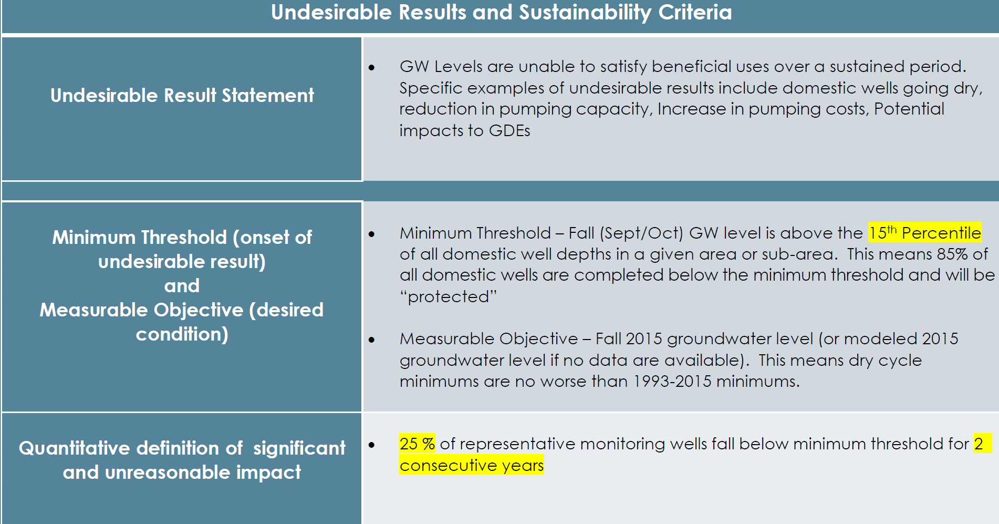 Undesirable Results and Sustainability Criteria
Undesirable Result Statement
• GW Levels are unable to satisfy beneficial uses over a sustained period.
Specific examples of undesirable results include domestic wells going dry,
reduction in pumping capacity, Increase in pumping costs, Potential
impacts to GDEs
Minimum Threshold (onset of
undesirable result)
and
Measurable Objective (desired
condition)
• Minimum Threshold – Fall (Sept/Oct) GW level is above the 15th Percentile
of all domestic well depths in a given area or sub-area.  This means 85% of
all domestic wells are completed below the minimum threshold and will be
“protected”
• Measurable Objective – Fall 2015 groundwater level (or modeled 2015
groundwater level if no data are available).  This means dry cycle
minimums are no worse than 1993-2015 minimums.
Quantitative definition of  significant
and unreasonable impact
• 25 % of representative monitoring wells fall below minimum threshold for 2
consecutive years